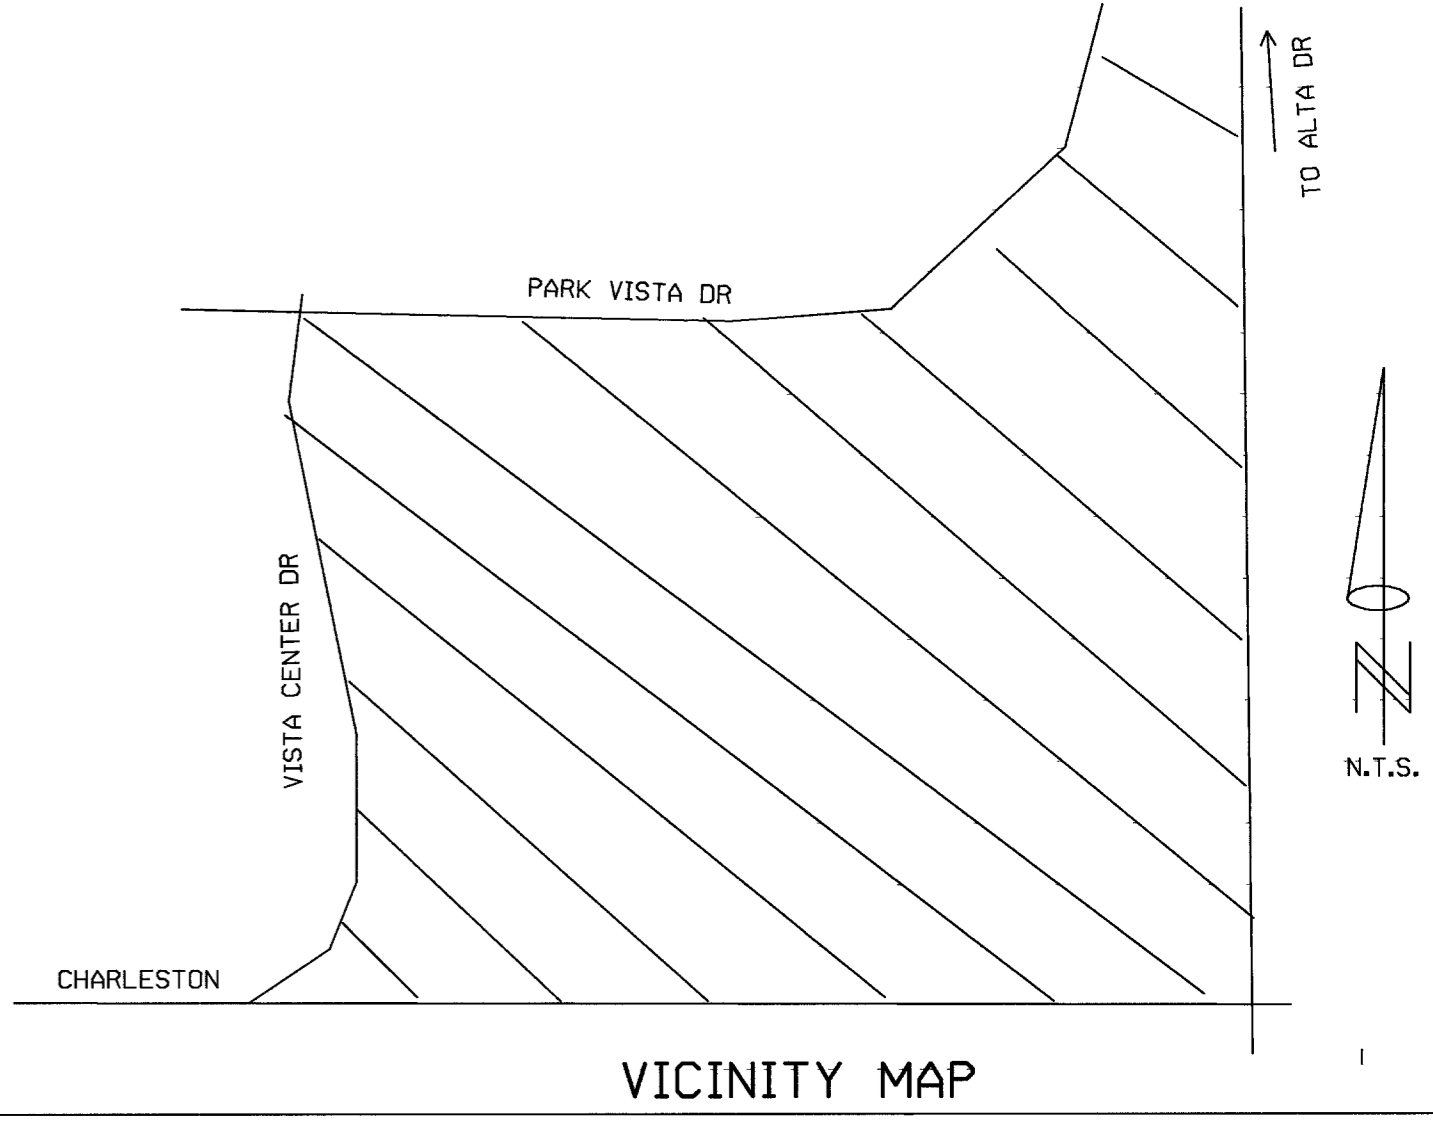 TO ALTA DR
PARK VISTA DR
VISTA CENTER DR
N
N.T.S.
CHARLESTON
VICINITY MAP